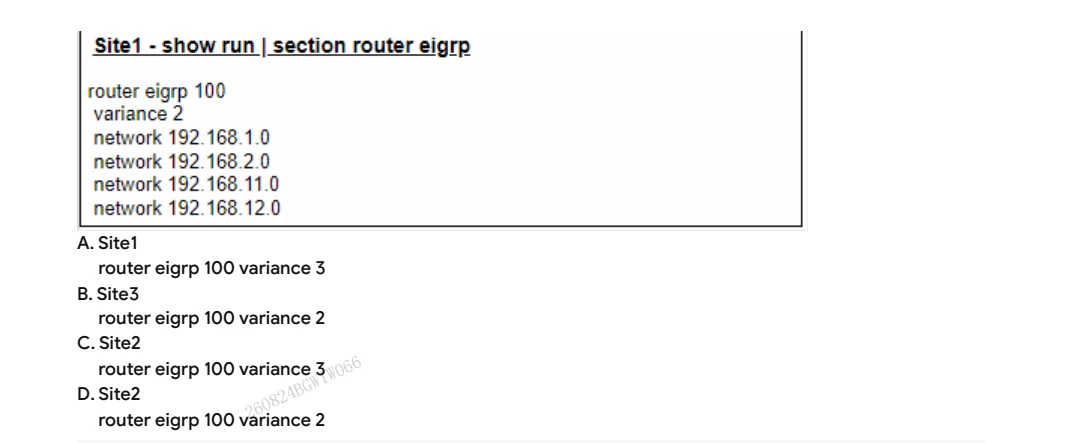 Site1 - show run | section router eigrp
router eigrp 100
variance 2
network 192.168.1.0
network 192.168.2.0
network 192.168.11.0
network 192.168.12.0
A. Site1
router eigrp 100 variance 3
B. Site3
router eigrp 100 variance 2
C. Site2
router eigrp 100 variance 3
D. Site2
router eigrp 100 variance 2